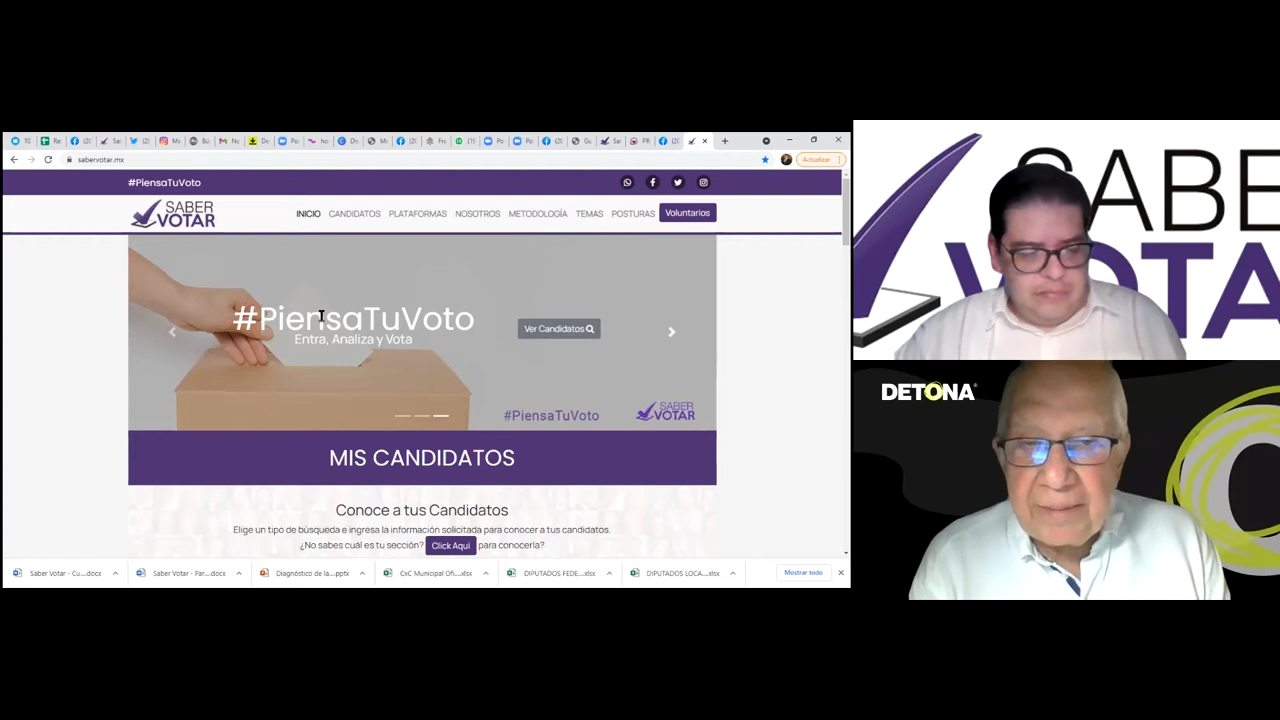 sabervotar.mx
Actualizar
#PiensaTuVoto
SABER
VOTAR
INICIO
CANDIDATOS
PLATAFORMAS
NOSOTROS
METODOLOGÍA
TEMAS
POSTURAS
Voluntarios
#PiensaTuVoto
Entra, Analiza y Vota
Ver Candidatos
#PiensaTuVoto
SABER
VOTAR
MIS CANDIDATOS
Conoce a tus Candidatos
Elige un tipo de búsqueda e ingresa la información solicitada para conocer a tus candidatos.
¿No sabes cuál es tu sección? Click Aqui para conocerla?
Saber Votar - Cu....docx
Saber Votar - Par....docx
Diagnóstico de la....pptx
CxC Municipal Ofi....xlsx
DIPUTADOS FEDE....xlsx
DIPUTADOS LOCA....xlsx
Mostrar todo
SABE
VOTA
DETONA